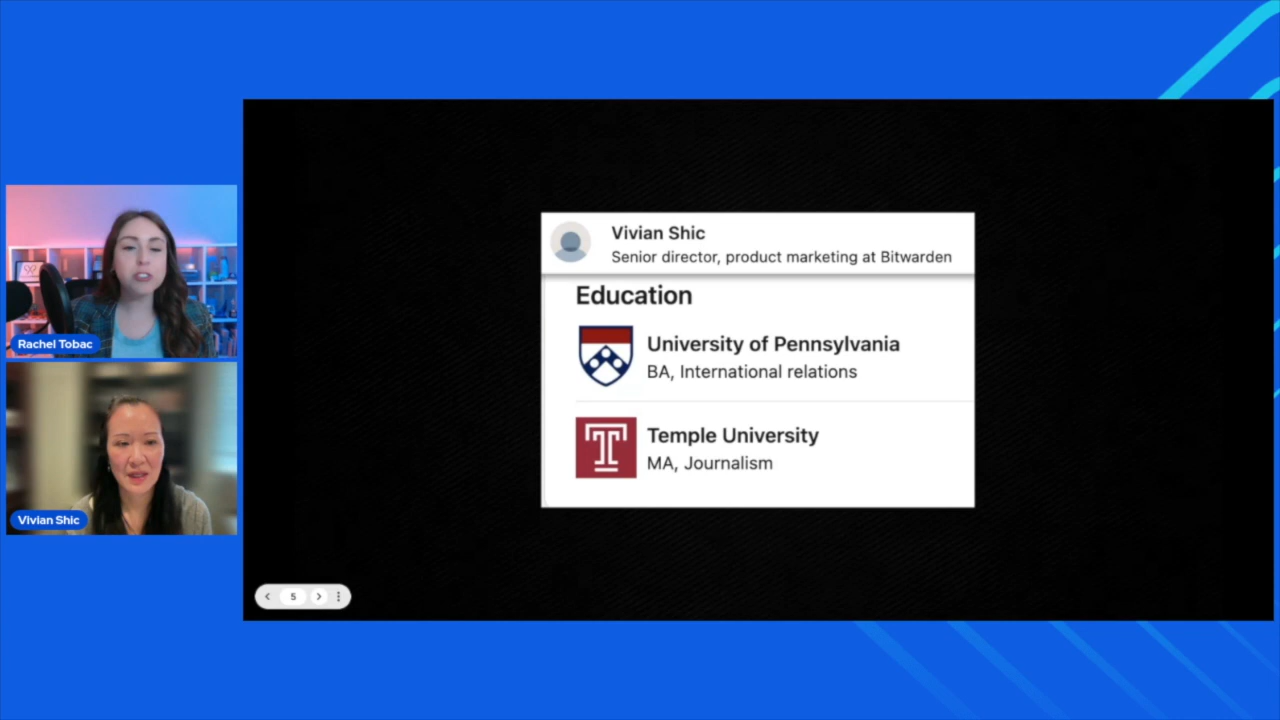 Rachel Tobac
Vivian Shic
Vivian Shic
Senior director, product marketing at Bitwarden
Education
University of Pennsylvania
BA, International relations
T
Temple University
MA, Journalism
5